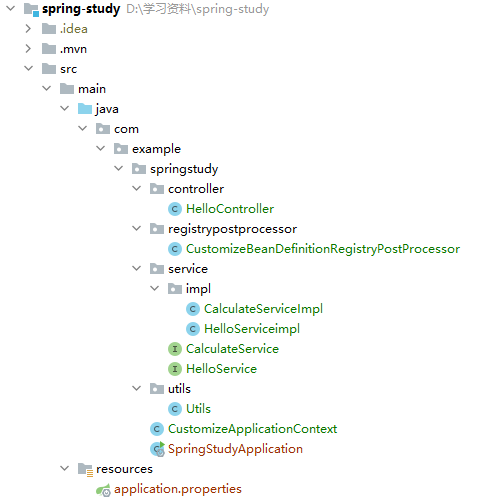 spring-study D:\学习资料\spring-study
.idea
.mvn
src
main
java
com
example
springstudy
controller
HelloController
registrypostprocessor
CustomizeBeanDefinitionRegistryPostProcessor
service
impl
CalculateServiceImpl
HelloServiceimpl
CalculateService
HelloService
utils
Utils
CustomizeApplicationContext
SpringStudyApplication
resources
application.properties